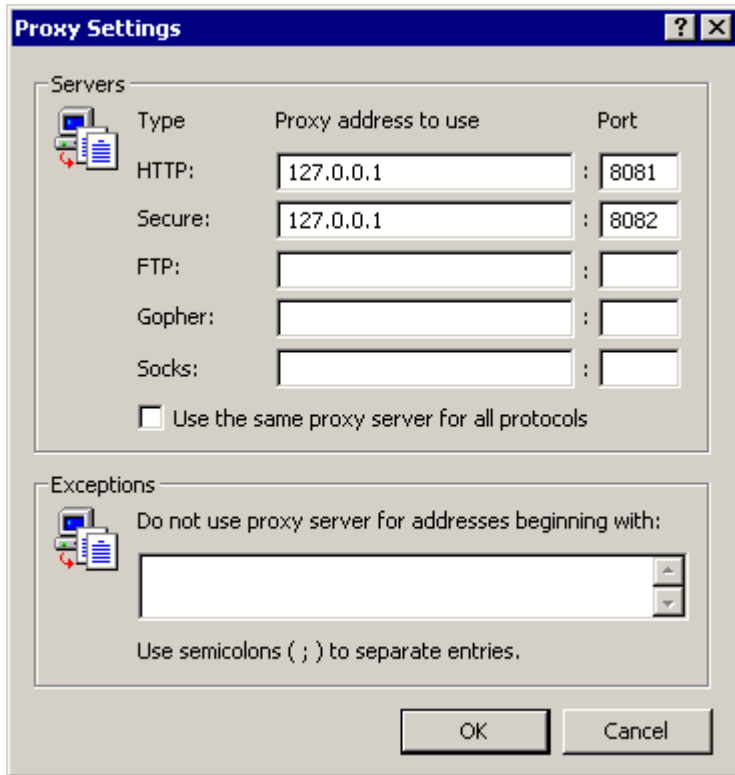 Proxy Settings
Servers
Type Proxy address to use Port
HTTP: 127.0.0.1 : 8081
Secure: 127.0.0.1 : 8082
FTP: :
Gopher: :
Socks: :
Use the same proxy server for all protocols
Exceptions
Do not use proxy server for addresses beginning with:
Use semicolons ( ; ) to separate entries.
OK Cancel